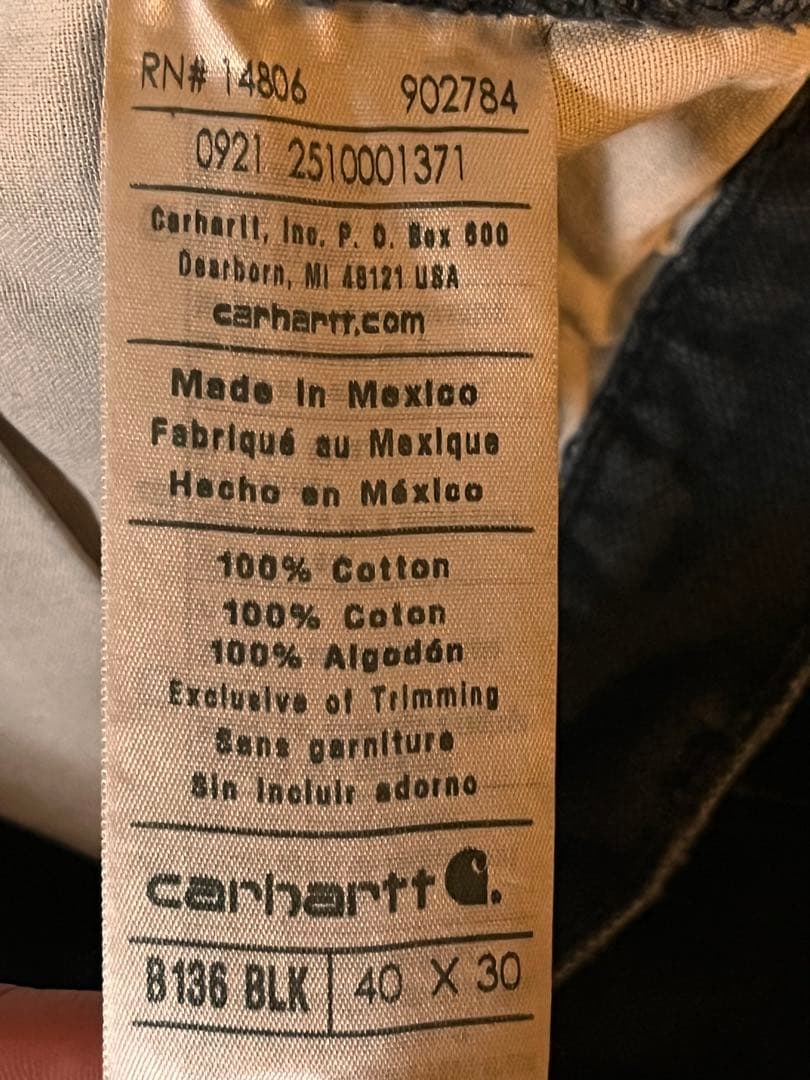 RN# 14806 902784
0921 2510001371
Carhartt, Inc. P. O. Box 600
Dearborn, MI 48121 USA
carhartt.com
Made In Mexico
Fabriqué au Mexique
Hecho en México
100% Cotton
100% Coton
100% Algodón
Exclusive of Trimming
Sans garniture
Sin incluir adorno
carhartt
B136 BLK 40 X 30